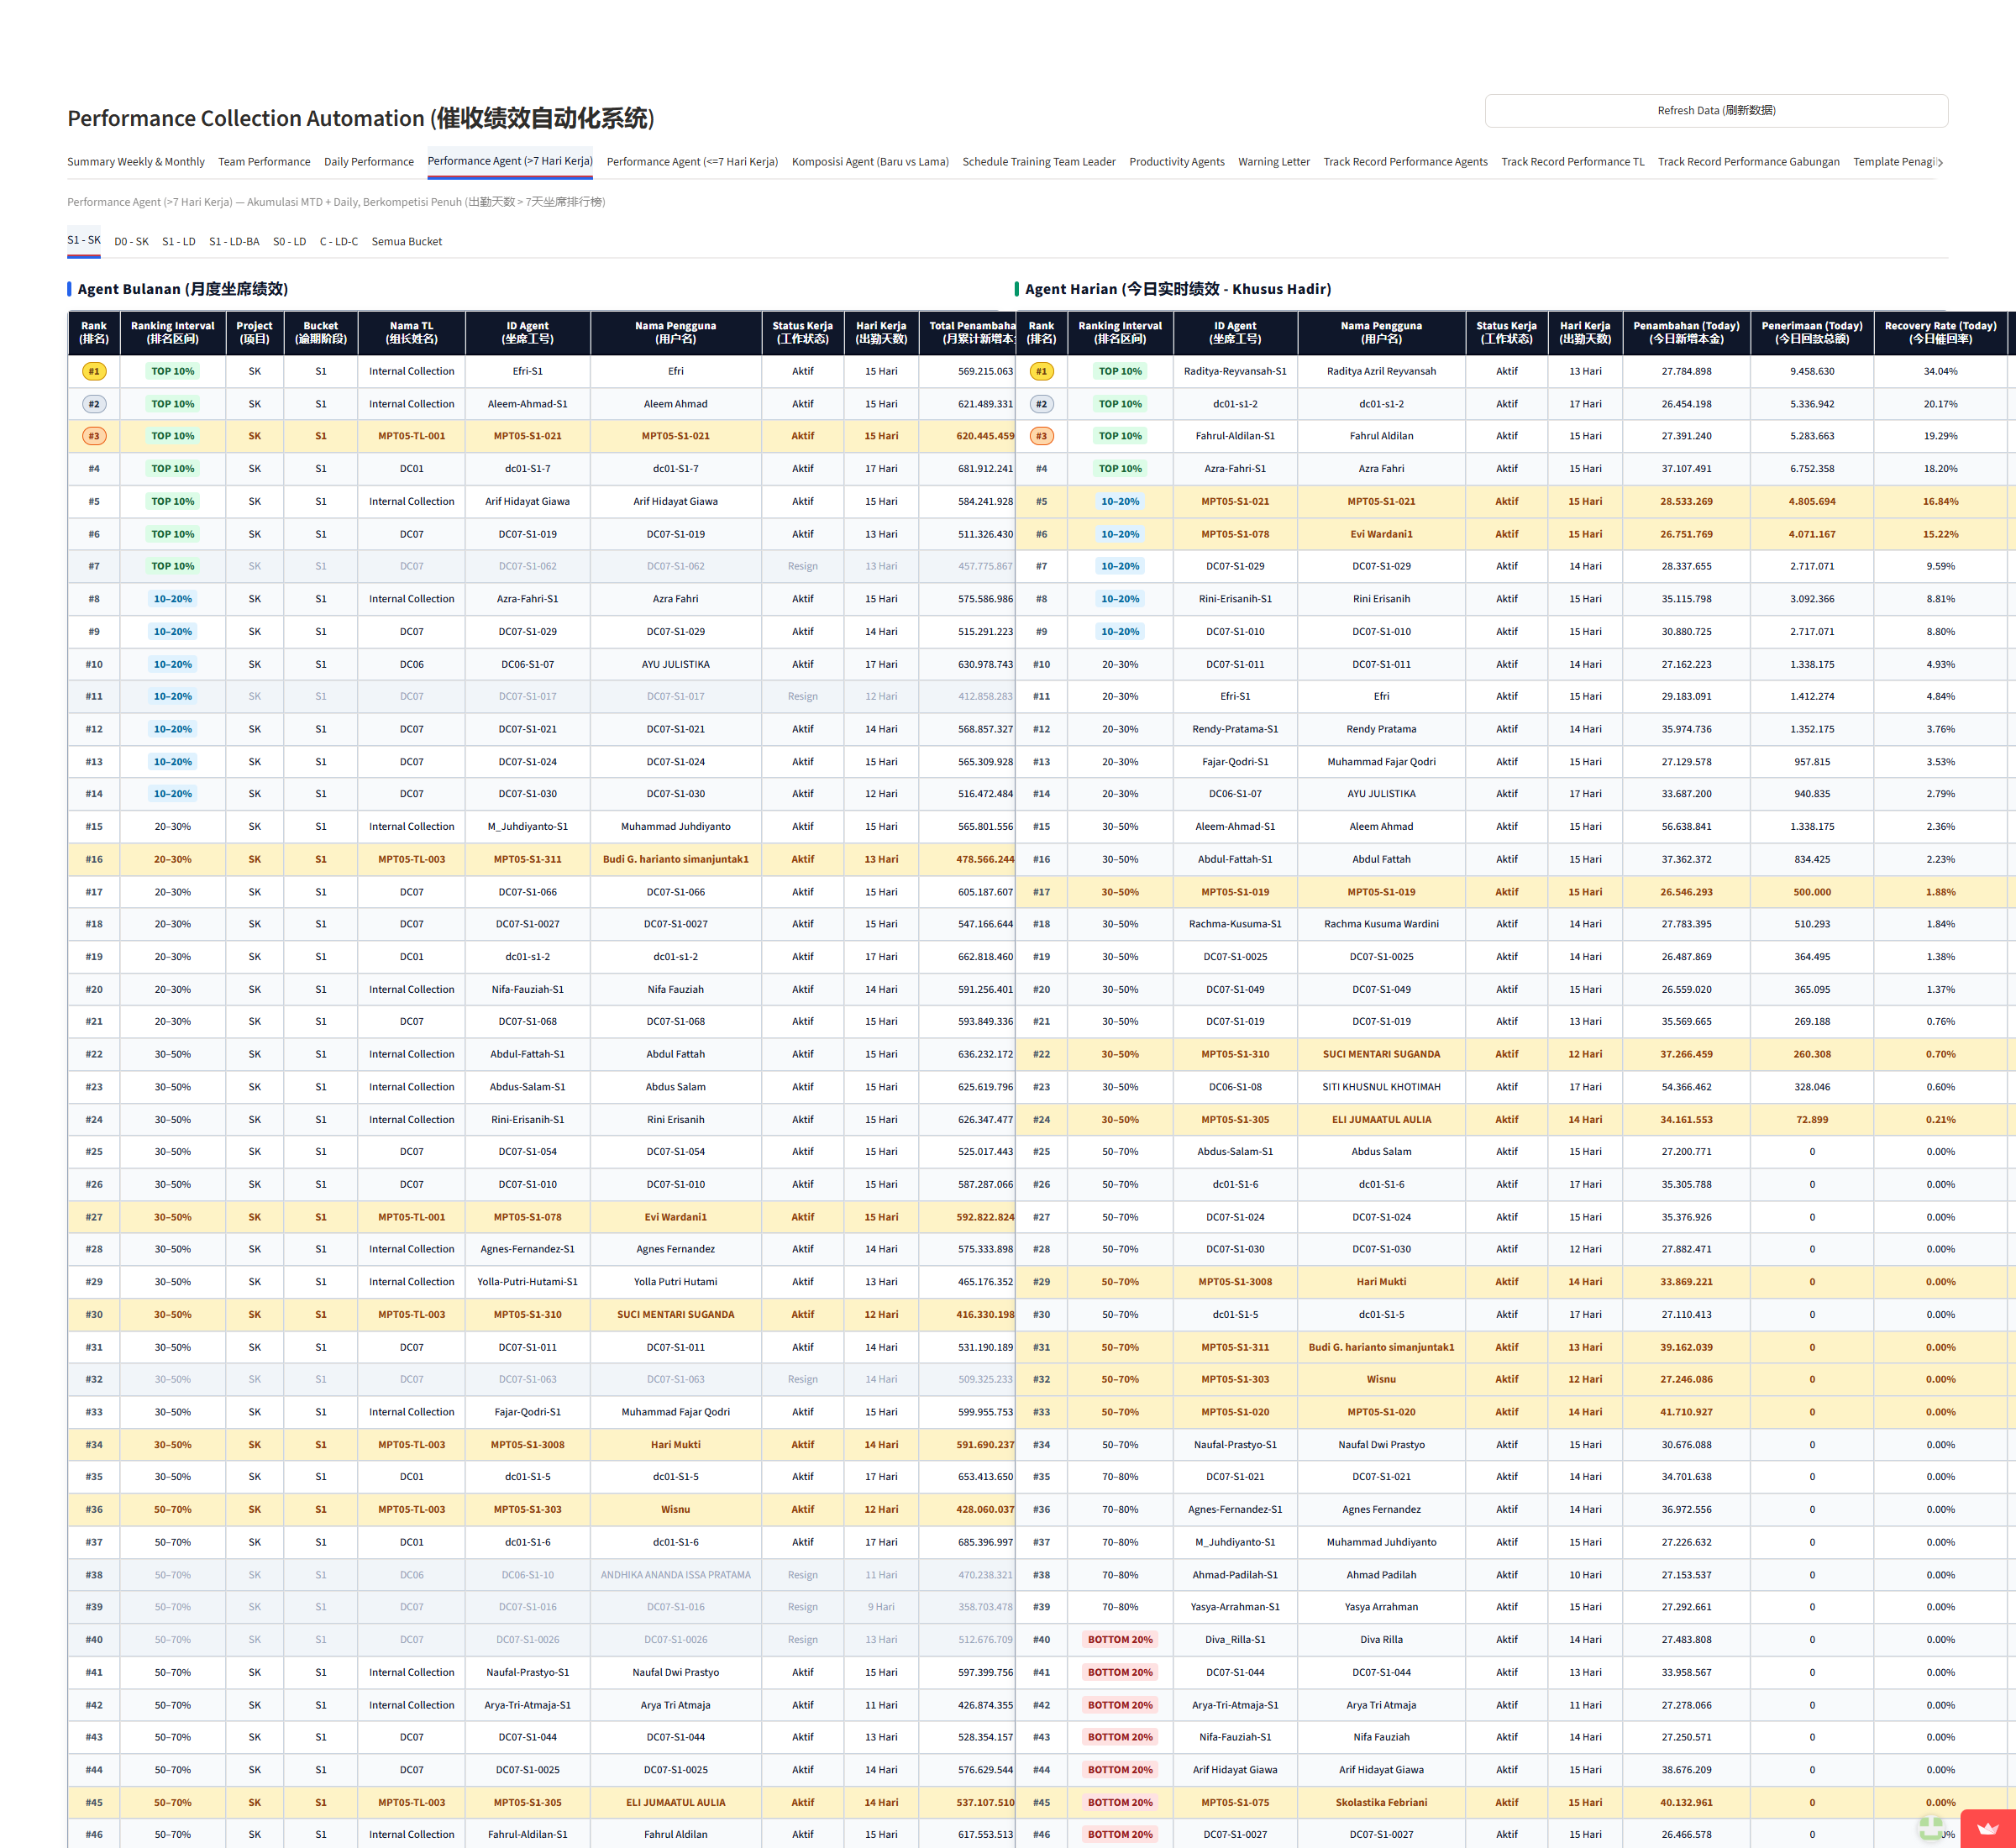 Performance Collection Automation (催收绩效自动化系统)
Refresh Data (刷新数据)
Summary Weekly & Monthly Team Performance Daily Performance Performance Agent (>7 Hari Kerja) Performance Agent (<=7 Hari Kerja) Komposisi Agent (Baru vs Lama) Schedule Training Team Leader Productivity Agents Warning Letter Track Record Performance Agents Track Record Performance TL Track Record Performance Gabungan Template Penagi
Performance Agent (>7 Hari Kerja) — Akumulasi MTD + Daily, Berkompetisi Penuh (出勤天数 > 7天坐席排行榜)
S1 - SK D0 - SK S1 - LD S1 - LD-BA S0 - LD C - LD-C Semua Bucket
Agent Bulanan (月度坐席绩效)
Rank Ranking Interval Project Bucket Nama TL ID Agent Nama Pengguna Status Kerja Hari Kerja Total Penambaha
(排名) (排名区间) (项目) (逾期阶段) (组长姓名) (坐席工号) (用户名) (工作状态) (出勤天数) (月累计新增本
#1 TOP 10% SK S1 Internal Collection Efri-S1 Efri Aktif 15 Hari 569.215.063
#2 TOP 10% SK S1 Internal Collection Aleem-Ahmad-S1 Aleem Ahmad Aktif 15 Hari 621.489.331
#3 TOP 10% SK S1 MPT05-TL-001 MPT05-S1-021 MPT05-S1-021 Aktif 15 Hari 620.445.459
#4 TOP 10% SK S1 DC01 dc01-S1-7 dc01-S1-7 Aktif 17 Hari 681.912.241
#5 TOP 10% SK S1 Internal Collection Arif Hidayat Giawa Arif Hidayat Giawa Aktif 15 Hari 584.241.928
#6 TOP 10% SK S1 DC07 DC07-S1-019 DC07-S1-019 Aktif 13 Hari 511.326.430
#7 TOP 10% SK S1 DC07 DC07-S1-062 DC07-S1-062 Resign 13 Hari 457.775.867
#8 10–20% SK S1 Internal Collection Azra-Fahri-S1 Azra Fahri Aktif 15 Hari 575.586.986
#9 10–20% SK S1 DC07 DC07-S1-029 DC07-S1-029 Aktif 14 Hari 515.291.223
#10 10–20% SK S1 DC06 DC06-S1-07 AYU JULISTIKA Aktif 17 Hari 630.978.743
#11 10–20% SK S1 DC07 DC07-S1-017 DC07-S1-017 Resign 12 Hari 412.858.283
#12 10–20% SK S1 DC07 DC07-S1-021 DC07-S1-021 Aktif 14 Hari 568.857.327
#13 10–20% SK S1 DC07 DC07-S1-024 DC07-S1-024 Aktif 15 Hari 565.309.928
#14 10–20% SK S1 DC07 DC07-S1-030 DC07-S1-030 Aktif 12 Hari 516.472.484
#15 20–30% SK S1 Internal Collection M_Juhdiyanto-S1 Muhammad Juhdiyanto Aktif 15 Hari 565.801.556
#16 20–30% SK S1 MPT05-TL-003 MPT05-S1-311 Budi G. harianto simanjuntak1 Aktif 13 Hari 478.566.244
#17 20–30% SK S1 DC07 DC07-S1-066 DC07-S1-066 Aktif 15 Hari 605.187.607
#18 20–30% SK S1 DC07 DC07-S1-0027 DC07-S1-0027 Aktif 15 Hari 547.166.644
#19 20–30% SK S1 DC01 dc01-s1-2 dc01-s1-2 Aktif 17 Hari 662.818.460
#20 20–30% SK S1 Internal Collection Nifa-Fauziah-S1 Nifa Fauziah Aktif 14 Hari 591.256.401
#21 20–30% SK S1 DC07 DC07-S1-068 DC07-S1-068 Aktif 15 Hari 593.849.336
#22 30–50% SK S1 Internal Collection Abdul-Fattah-S1 Abdul Fattah Aktif 15 Hari 636.232.172
#23 30–50% SK S1 Internal Collection Abdus-Salam-S1 Abdus Salam Aktif 15 Hari 625.619.796
#24 30–50% SK S1 Internal Collection Rini-Erisanih-S1 Rini Erisanih Aktif 15 Hari 626.347.477
#25 30–50% SK S1 DC07 DC07-S1-054 DC07-S1-054 Aktif 15 Hari 525.017.443
#26 30–50% SK S1 DC07 DC07-S1-010 DC07-S1-010 Aktif 15 Hari 587.287.066
#27 30–50% SK S1 MPT05-TL-001 MPT05-S1-078 Evi Wardani1 Aktif 15 Hari 592.822.824
#28 30–50% SK S1 Internal Collection Agnes-Fernandez-S1 Agnes Fernandez Aktif 14 Hari 575.333.898
#29 30–50% SK S1 Internal Collection Yolla-Putri-Hutami-S1 Yolla Putri Hutami Aktif 13 Hari 465.176.352
#30 30–50% SK S1 MPT05-TL-003 MPT05-S1-310 SUCI MENTARI SUGANDA Aktif 12 Hari 416.330.198
#31 30–50% SK S1 DC07 DC07-S1-011 DC07-S1-011 Aktif 14 Hari 531.190.189
#32 30–50% SK S1 DC07 DC07-S1-063 DC07-S1-063 Resign 14 Hari 509.325.233
#33 30–50% SK S1 Internal Collection Fajar-Qodri-S1 Muhammad Fajar Qodri Aktif 15 Hari 599.955.753
#34 30–50% SK S1 MPT05-TL-003 MPT05-S1-3008 Hari Mukti Aktif 14 Hari 591.690.237
#35 30–50% SK S1 DC01 dc01-S1-5 dc01-S1-5 Aktif 17 Hari 653.413.650
#36 50–70% SK S1 MPT05-TL-003 MPT05-S1-303 Wisnu Aktif 12 Hari 428.060.037
#37 50–70% SK S1 DC01 dc01-S1-6 dc01-S1-6 Aktif 17 Hari 685.396.997
#38 50–70% SK S1 DC06 DC06-S1-10 ANDHIKA ANANDA ISSA PRATAMA Resign 11 Hari 470.238.321
#39 50–70% SK S1 DC07 DC07-S1-016 DC07-S1-016 Resign 9 Hari 358.703.478
#40 50–70% SK S1 DC07 DC07-S1-0026 DC07-S1-0026 Resign 13 Hari 512.676.709
#41 50–70% SK S1 Internal Collection Naufal-Prastyo-S1 Naufal Dwi Prastyo Aktif 15 Hari 597.399.756
#42 50–70% SK S1 Internal Collection Arya-Tri-Atmaja-S1 Arya Tri Atmaja Aktif 11 Hari 426.874.355
#43 50–70% SK S1 DC07 DC07-S1-044 DC07-S1-044 Aktif 13 Hari 528.354.157
#44 50–70% SK S1 DC07 DC07-S1-0025 DC07-S1-0025 Aktif 14 Hari 576.629.544
#45 50–70% SK S1 MPT05-TL-003 MPT05-S1-305 ELI JUMAATUL AULIA Aktif 14 Hari 537.107.510
#46 50–70% SK S1 Internal Collection Fahrul-Aldilan-S1 Fahrul Aldilan Aktif 15 Hari 617.553.513
Agent Harian (今日实时绩效 - Khusus Hadir)
Rank Ranking Interval ID Agent Nama Pengguna Status Kerja Hari Kerja Penambahan (Today) Penerimaan (Today) Recovery Rate (Today)
(排名) (排名区间) (坐席工号) (用户名) (工作状态) (出勤天数) (今日新增本金) (今日回款总额) (今日催回率)
#1 TOP 10% Raditya-Reyvansah-S1 Raditya Azril Reyvansah Aktif 13 Hari 27.784.898 9.458.630 34.04%
#2 TOP 10% dc01-s1-2 dc01-s1-2 Aktif 17 Hari 26.454.198 5.336.942 20.17%
#3 TOP 10% Fahrul-Aldilan-S1 Fahrul Aldilan Aktif 15 Hari 27.391.240 5.283.663 19.29%
#4 TOP 10% Azra-Fahri-S1 Azra Fahri Aktif 15 Hari 37.107.491 6.752.358 18.20%
#5 10–20% MPT05-S1-021 MPT05-S1-021 Aktif 15 Hari 28.533.269 4.805.694 16.84%
#6 10–20% MPT05-S1-078 Evi Wardani1 Aktif 15 Hari 26.751.769 4.071.167 15.22%
#7 10–20% DC07-S1-029 DC07-S1-029 Aktif 14 Hari 28.337.655 2.717.071 9.59%
#8 10–20% Rini-Erisanih-S1 Rini Erisanih Aktif 15 Hari 35.115.798 3.092.366 8.81%
#9 10–20% DC07-S1-010 DC07-S1-010 Aktif 15 Hari 30.880.725 2.717.071 8.80%
#10 20–30% DC07-S1-011 DC07-S1-011 Aktif 14 Hari 27.162.223 1.338.175 4.93%
#11 20–30% Efri-S1 Efri Aktif 15 Hari 29.183.091 1.412.274 4.84%
#12 20–30% Rendy-Pratama-S1 Rendy Pratama Aktif 14 Hari 35.974.736 1.352.175 3.76%
#13 20–30% Fajar-Qodri-S1 Muhammad Fajar Qodri Aktif 15 Hari 27.129.578 957.815 3.53%
#14 20–30% DC06-S1-07 AYU JULISTIKA Aktif 17 Hari 33.687.200 940.835 2.79%
#15 30–50% Aleem-Ahmad-S1 Aleem Ahmad Aktif 15 Hari 56.638.841 1.338.175 2.36%
#16 30–50% Abdul-Fattah-S1 Abdul Fattah Aktif 15 Hari 37.362.372 834.425 2.23%
#17 30–50% MPT05-S1-019 MPT05-S1-019 Aktif 15 Hari 26.546.293 500.000 1.88%
#18 30–50% Rachma-Kusuma-S1 Rachma Kusuma Wardini Aktif 14 Hari 27.783.395 510.293 1.84%
#19 30–50% DC07-S1-0025 DC07-S1-0025 Aktif 14 Hari 26.487.869 364.495 1.38%
#20 30–50% DC07-S1-049 DC07-S1-049 Aktif 15 Hari 26.559.020 365.095 1.37%
#21 30–50% DC07-S1-019 DC07-S1-019 Aktif 13 Hari 35.569.665 269.188 0.76%
#22 30–50% MPT05-S1-310 SUCI MENTARI SUGANDA Aktif 12 Hari 37.266.459 260.308 0.70%
#23 30–50% DC06-S1-08 SITI KHUSNUL KHOTIMAH Aktif 17 Hari 54.366.462 328.046 0.60%
#24 30–50% MPT05-S1-305 ELI JUMAATUL AULIA Aktif 14 Hari 34.161.553 72.899 0.21%
#25 50–70% Abdus-Salam-S1 Abdus Salam Aktif 15 Hari 27.200.771 0 0.00%
#26 50–70% dc01-S1-6 dc01-S1-6 Aktif 17 Hari 35.305.788 0 0.00%
#27 50–70% DC07-S1-024 DC07-S1-024 Aktif 15 Hari 35.376.926 0 0.00%
#28 50–70% DC07-S1-030 DC07-S1-030 Aktif 12 Hari 27.882.471 0 0.00%
#29 50–70% MPT05-S1-3008 Hari Mukti Aktif 14 Hari 33.869.221 0 0.00%
#30 50–70% dc01-S1-5 dc01-S1-5 Aktif 17 Hari 27.110.413 0 0.00%
#31 50–70% MPT05-S1-311 Budi G. harianto simanjuntak1 Aktif 13 Hari 39.162.039 0 0.00%
#32 50–70% MPT05-S1-303 Wisnu Aktif 12 Hari 27.246.086 0 0.00%
#33 50–70% MPT05-S1-020 MPT05-S1-020 Aktif 14 Hari 41.710.927 0 0.00%
#34 50–70% Naufal-Prastyo-S1 Naufal Dwi Prastyo Aktif 15 Hari 30.676.088 0 0.00%
#35 70–80% DC07-S1-021 DC07-S1-021 Aktif 14 Hari 34.701.638 0 0.00%
#36 70–80% Agnes-Fernandez-S1 Agnes Fernandez Aktif 14 Hari 36.972.556 0 0.00%
#37 70–80% M_Juhdiyanto-S1 Muhammad Juhdiyanto Aktif 15 Hari 27.226.632 0 0.00%
#38 70–80% Ahmad-Padilah-S1 Ahmad Padilah Aktif 10 Hari 27.153.537 0 0.00%
#39 70–80% Yasya-Arrahman-S1 Yasya Arrahman Aktif 15 Hari 27.292.661 0 0.00%
#40 BOTTOM 20% Diva_Rilla-S1 Diva Rilla Aktif 14 Hari 27.483.808 0 0.00%
#41 BOTTOM 20% DC07-S1-044 DC07-S1-044 Aktif 13 Hari 33.958.567 0 0.00%
#42 BOTTOM 20% Arya-Tri-Atmaja-S1 Arya Tri Atmaja Aktif 11 Hari 27.278.066 0 0.00%
#43 BOTTOM 20% Nifa-Fauziah-S1 Nifa Fauziah Aktif 14 Hari 27.250.571 0 0.00%
#44 BOTTOM 20% Arif Hidayat Giawa Arif Hidayat Giawa Aktif 15 Hari 38.676.209 0 0.00%
#45 BOTTOM 20% MPT05-S1-075 Skolastika Febriani Aktif 15 Hari 40.132.961 0 0.00%
#46 BOTTOM 20% DC07-S1-0027 DC07-S1-0027 Aktif 15 Hari 26.466.578 0